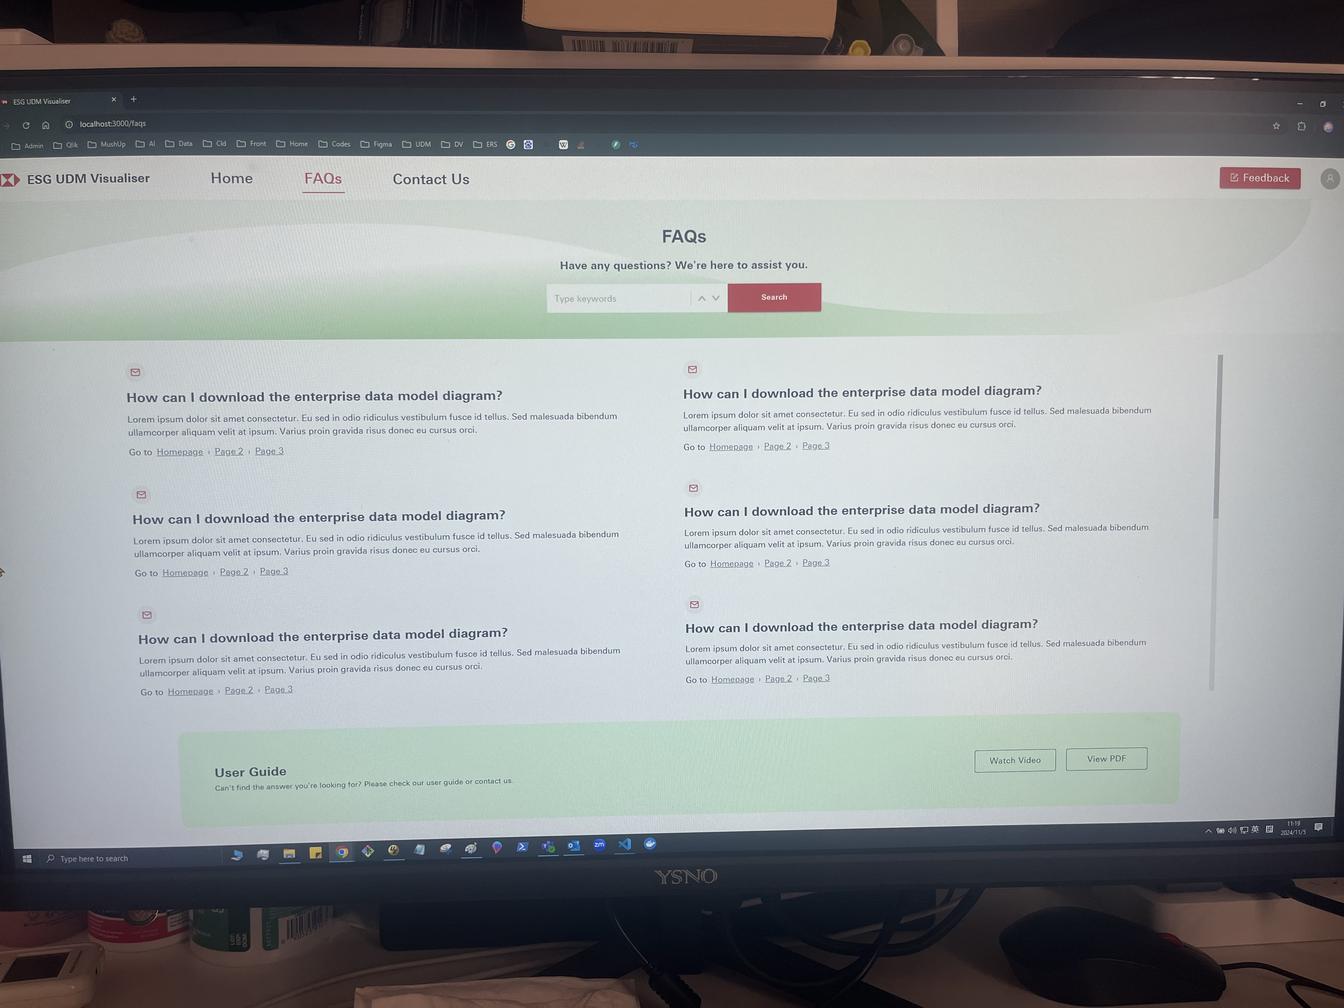 ESG UDM Visualiser
localhost:3000/faqs
Admin Qlik MushUp AI Data Cld Front Home Codes Figma UDM DV ERS
ESG UDM Visualiser Home FAQs Contact Us Feedback
FAQs
Have any questions? We're here to assist you.
Type keywords Search
How can I download the enterprise data model diagram?
Lorem ipsum dolor sit amet consectetur. Eu sed in odio ridiculus vestibulum fusce id tellus. Sed malesuada bibendum
ullamcorper aliquam velit at ipsum. Varius proin gravida risus donec eu cursus orci.
Go to Homepage › Page 2 › Page 3
How can I download the enterprise data model diagram?
Lorem ipsum dolor sit amet consectetur. Eu sed in odio ridiculus vestibulum fusce id tellus. Sed malesuada bibendum
ullamcorper aliquam velit at ipsum. Varius proin gravida risus donec eu cursus orci.
Go to Homepage › Page 2 › Page 3
How can I download the enterprise data model diagram?
Lorem ipsum dolor sit amet consectetur. Eu sed in odio ridiculus vestibulum fusce id tellus. Sed malesuada bibendum
ullamcorper aliquam velit at ipsum. Varius proin gravida risus donec eu cursus orci.
Go to Homepage › Page 2 › Page 3
How can I download the enterprise data model diagram?
Lorem ipsum dolor sit amet consectetur. Eu sed in odio ridiculus vestibulum fusce id tellus. Sed malesuada bibendum
ullamcorper aliquam velit at ipsum. Varius proin gravida risus donec eu cursus orci.
Go to Homepage › Page 2 › Page 3
How can I download the enterprise data model diagram?
Lorem ipsum dolor sit amet consectetur. Eu sed in odio ridiculus vestibulum fusce id tellus. Sed malesuada bibendum
ullamcorper aliquam velit at ipsum. Varius proin gravida risus donec eu cursus orci.
Go to Homepage › Page 2 › Page 3
How can I download the enterprise data model diagram?
Lorem ipsum dolor sit amet consectetur. Eu sed in odio ridiculus vestibulum fusce id tellus. Sed malesuada bibendum
ullamcorper aliquam velit at ipsum. Varius proin gravida risus donec eu cursus orci.
Go to Homepage › Page 2 › Page 3
User Guide
Can't find the answer you're looking for? Please check our user guide or contact us.
Watch Video View PDF
Type here to search
zm
英
11:19
2024/11/5
YSNO